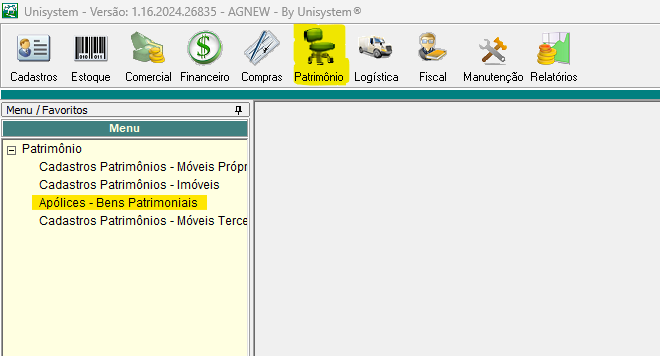 Unisystem - Versão: 1.16.2024.26835 - AGNEW - By Unisystem®
Cadastros Estoque Comercial Financeiro Compras Patrimônio Logística Fiscal Manutenção Relatórios
Menu / Favoritos
Menu
Patrimônio
Cadastros Patrimônios - Móveis Própr
Cadastros Patrimônios - Imóveis
Apólices - Bens Patrimoniais
Cadastros Patrimônios - Móveis Terce